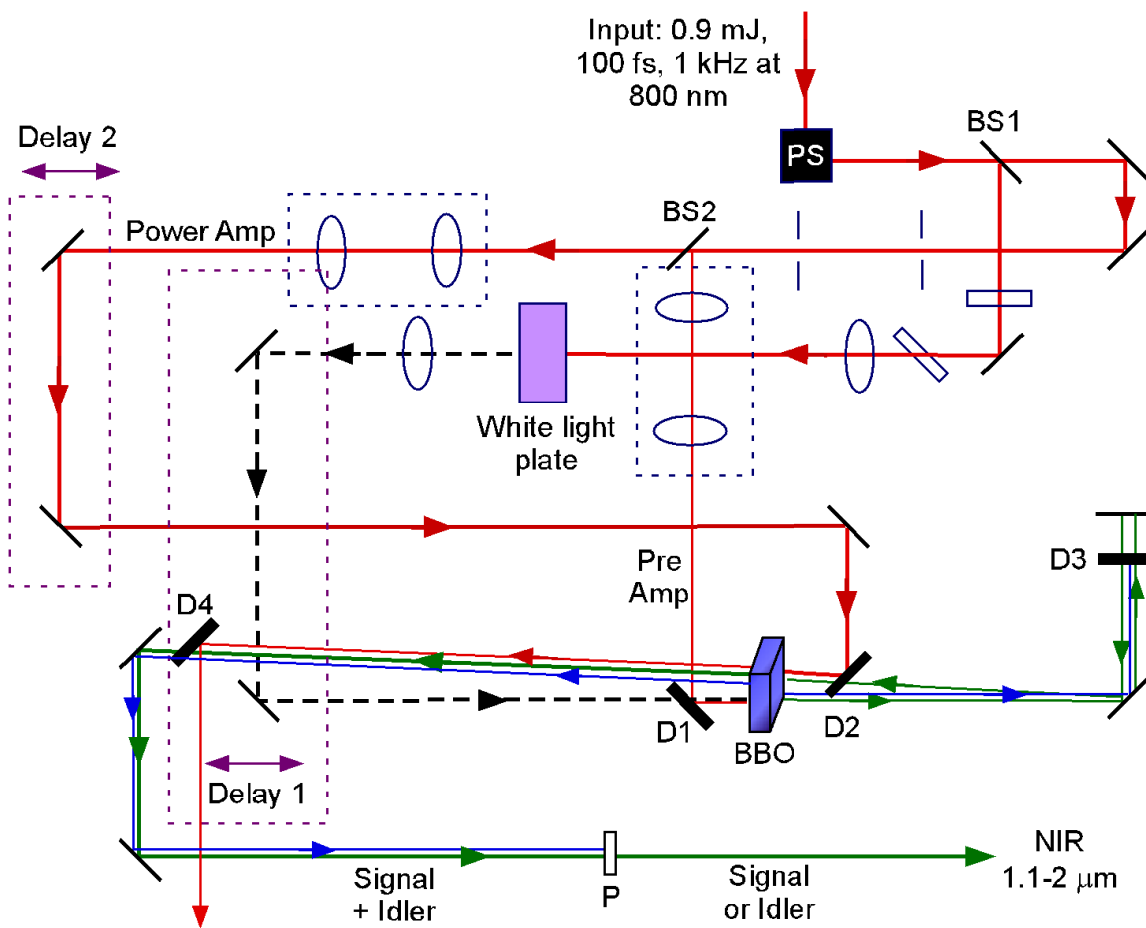 Input: 0.9 mJ,
100 fs, 1 kHz at
800 nm
BS1
Delay 2
PS
BS2
Power Amp
White light
plate
Pre
Amp
D3
D4
D1
D2
BBO
Delay 1
NIR
1.1-2 μm
Signal
+ Idler
P
Signal
or Idler